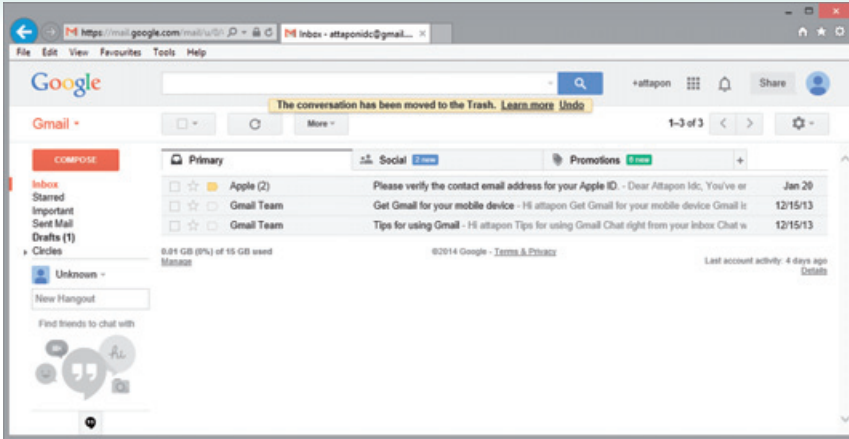 https://mail.google.com/mail/u/0/
Inbox - attaponidc@gmail....
File Edit View Favourites Tools Help
Google
+attapon
Share
The conversation has been moved to the Trash. Learn more Undo
Gmail
More
1–3 of 3
COMPOSE
Primary
Social 2 new
Promotions 8 new
+
Inbox
Starred
Important
Sent Mail
Drafts (1)
Circles
Apple (2) Please verify the contact email address for your Apple ID. - Dear Attapon Idc, You've er Jan 20
Gmail Team Get Gmail for your mobile device - Hi attapon Get Gmail for your mobile device Gmail is 12/15/13
Gmail Team Tips for using Gmail - Hi attapon Tips for using Gmail Chat right from your inbox Chat w 12/15/13
0.01 GB (0%) of 15 GB used
Manage
©2014 Google - Terms & Privacy
Last account activity: 4 days ago
Details
Unknown
New Hangout
Find friends to chat with
hi